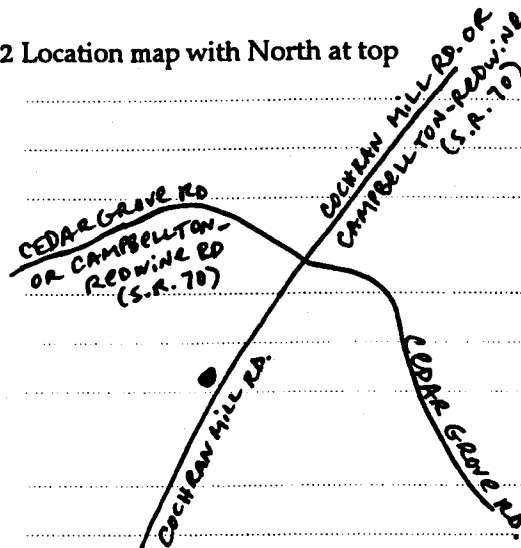 2 Location map with North at top
COCHRAN MILL RD. OR
CAMPBELLTON-REDWINE
(S.R. 70)
CEDAR GROVE RD
OR CAMPBELLTON-
REDWINE RD
(S.R. 70)
COCHRAN MILL RD.
CEDAR GROVE RD.